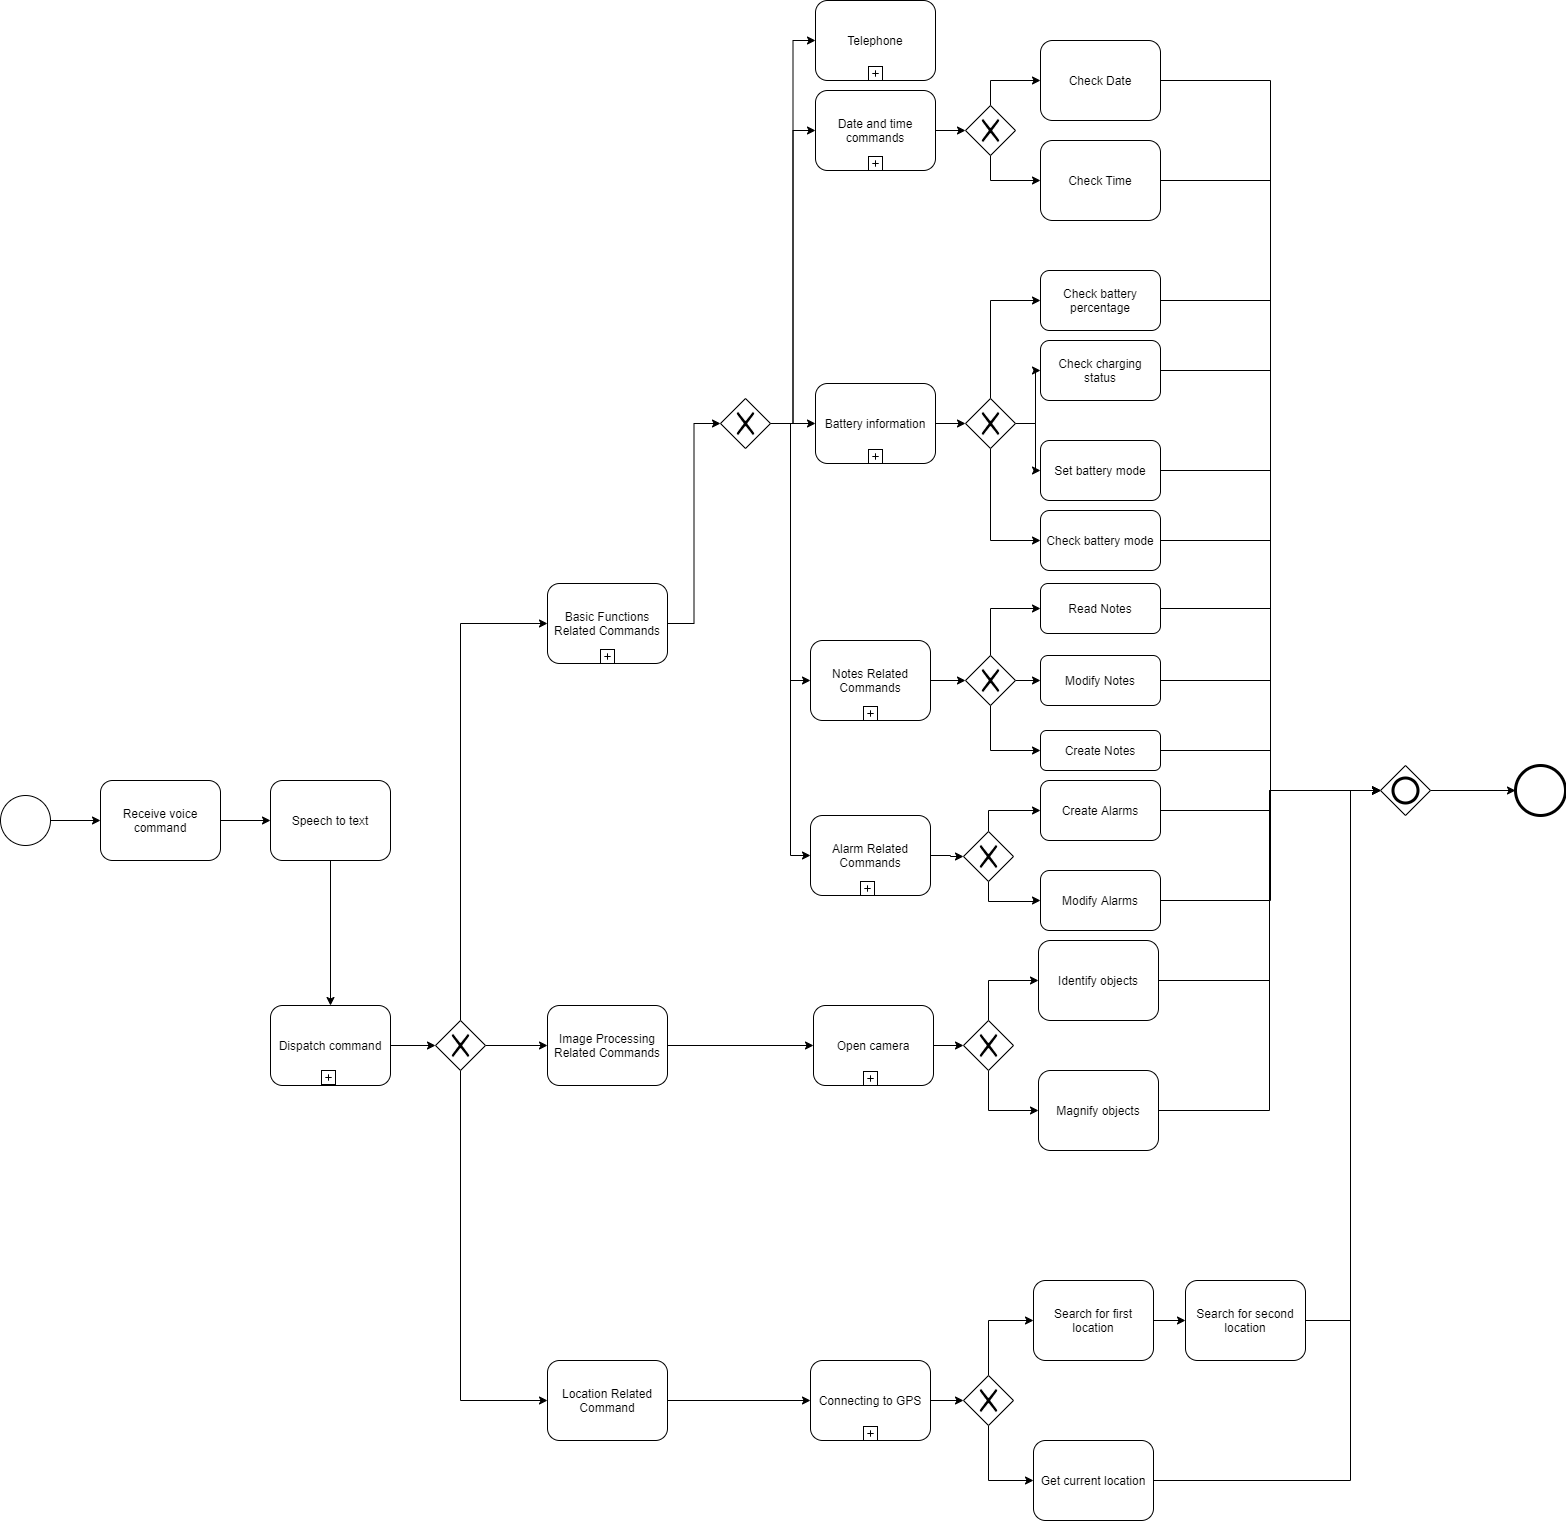 Telephone
Date and time
commands
Check Date
Check Time
Check battery
percentage
Check charging
status
Battery information
Set battery mode
Check battery mode
Basic Functions
Related Commands
Read Notes
Notes Related
Commands
Modify Notes
Create Notes
Receive voice
command
Speech to text
Create Alarms
Alarm Related
Commands
Modify Alarms
Identify objects
Dispatch command
Image Processing
Related Commands
Open camera
Magnify objects
Search for first
location
Search for second
location
Location Related
Command
Connecting to GPS
Get current location